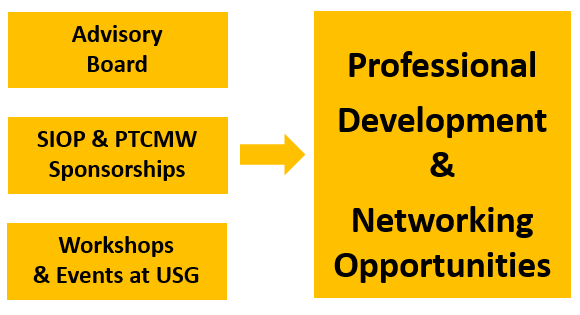 Advisory
Board
SIOP & PTCMW
Sponsorships
Workshops
& Events at USG
Professional
Development
&
Networking
Opportunities